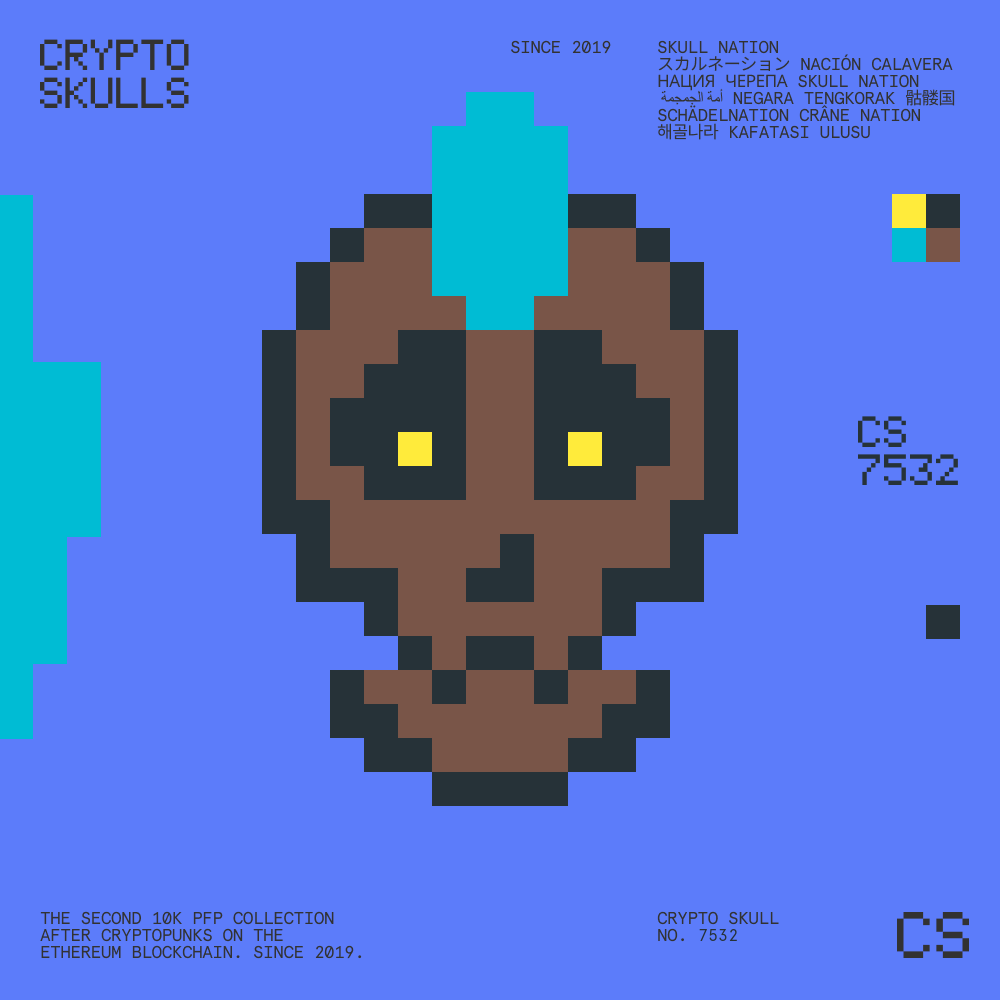 CRYPTO
SKULLS
SINCE 2019
SKULL NATION
スカルネーション NACIÓN CALAVERA
НАЦИЯ ЧЕРЕПА SKULL NATION
أمة الجمجمة NEGARA TENGKORAK 骷髅国
SCHÄDELNATION CRÂNE NATION
해골나라 KAFATASI ULUSU
CS
7532
THE SECOND 10K PFP COLLECTION
AFTER CRYPTOPUNKS ON THE
ETHEREUM BLOCKCHAIN. SINCE 2019.
CRYPTO SKULL
NO. 7532
CS